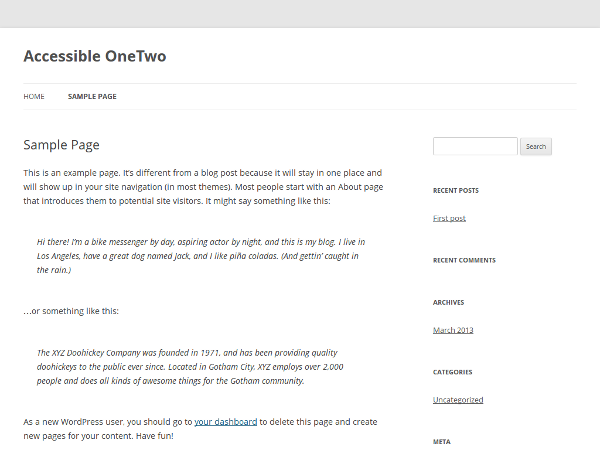 Accessible OneTwo
HOME
SAMPLE PAGE
Sample Page
This is an example page. It's different from a blog post because it will stay in one place and
will show up in your site navigation (in most themes). Most people start with an About page
that introduces them to potential site visitors. It might say something like this:
Hi there! I'm a bike messenger by day, aspiring actor by night, and this is my blog. I live in
Los Angeles, have a great dog named Jack, and I like piña coladas. (And gettin' caught in
the rain.)
…or something like this:
The XYZ Doohickey Company was founded in 1971, and has been providing quality
doohickeys to the public ever since. Located in Gotham City, XYZ employs over 2,000
people and does all kinds of awesome things for the Gotham community.
As a new WordPress user, you should go to your dashboard to delete this page and create
new pages for your content. Have fun!
Search
RECENT POSTS
First post
RECENT COMMENTS
ARCHIVES
March 2013
CATEGORIES
Uncategorized
META